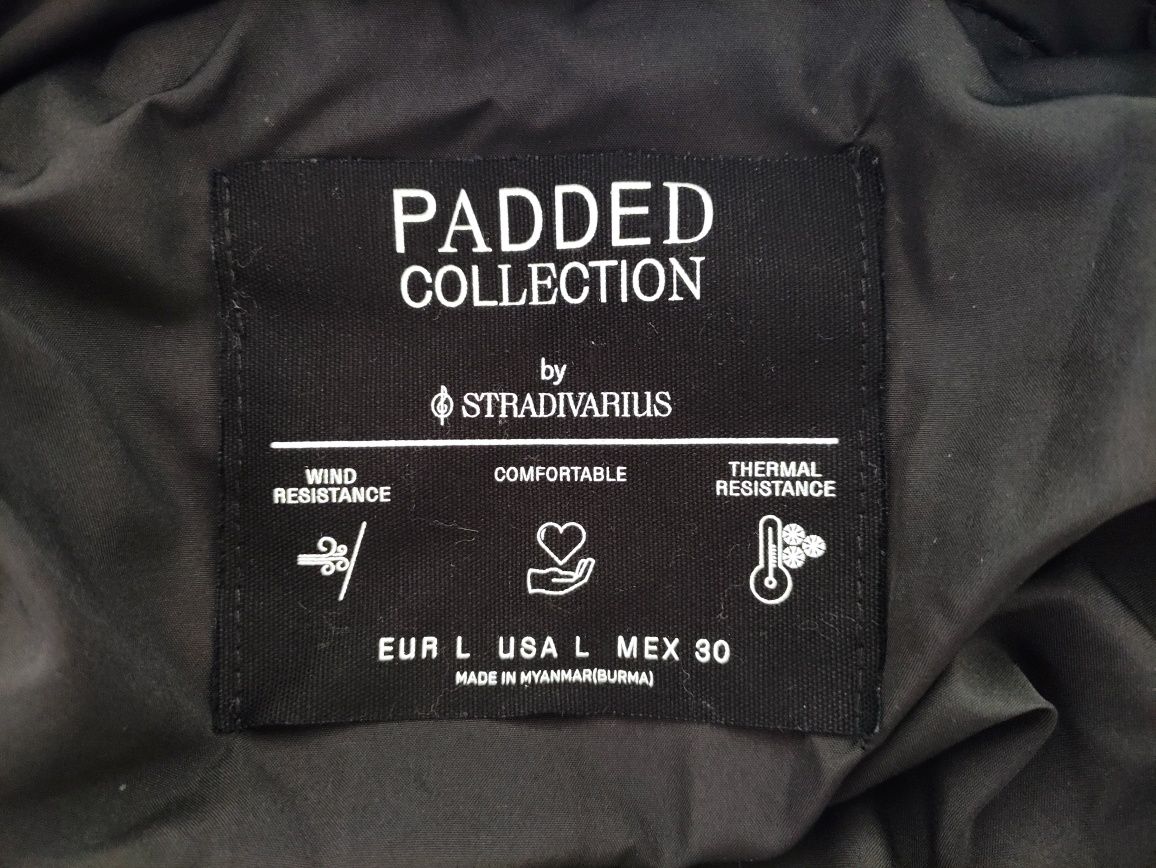 PADDED
COLLECTION
by
STRADIVARIUS
WIND
RESISTANCE
COMFORTABLE
THERMAL
RESISTANCE
EUR L USA L MEX 30
MADE IN MYANMAR(BURMA)